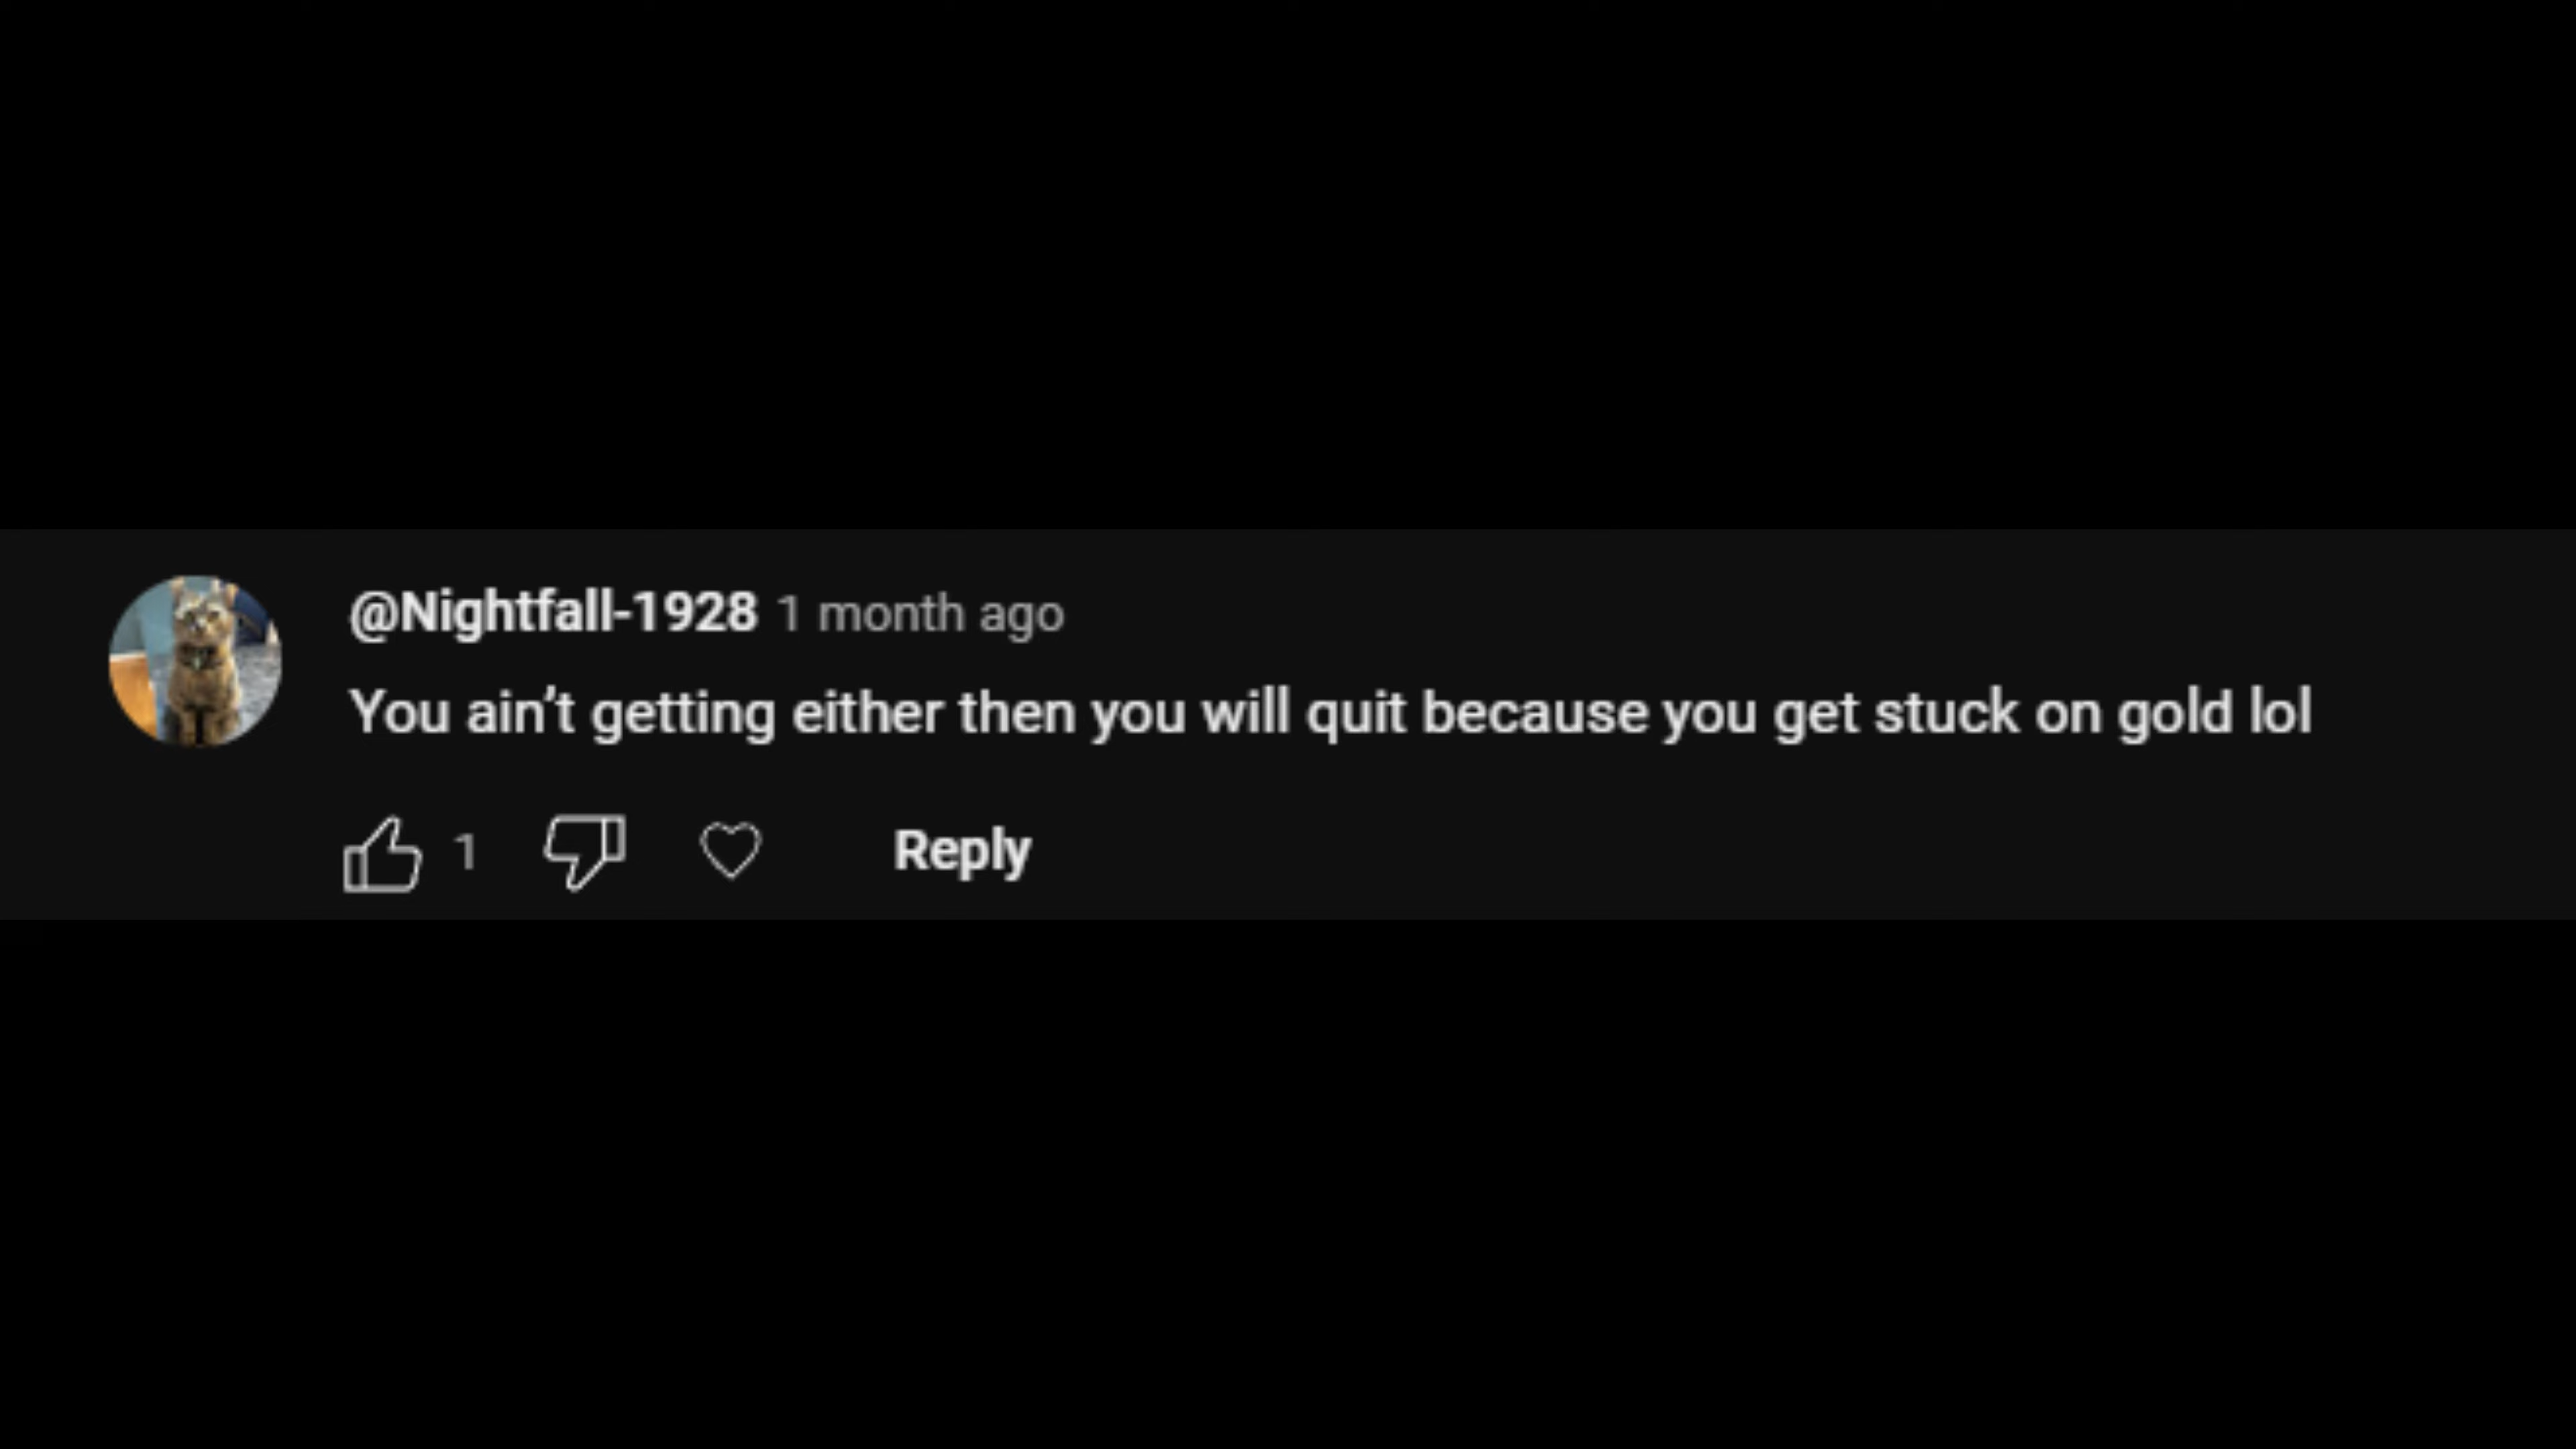 @Nightfall-1928 1 month ago
You ain’t getting either then you will quit because you get stuck on gold lol
1 Reply